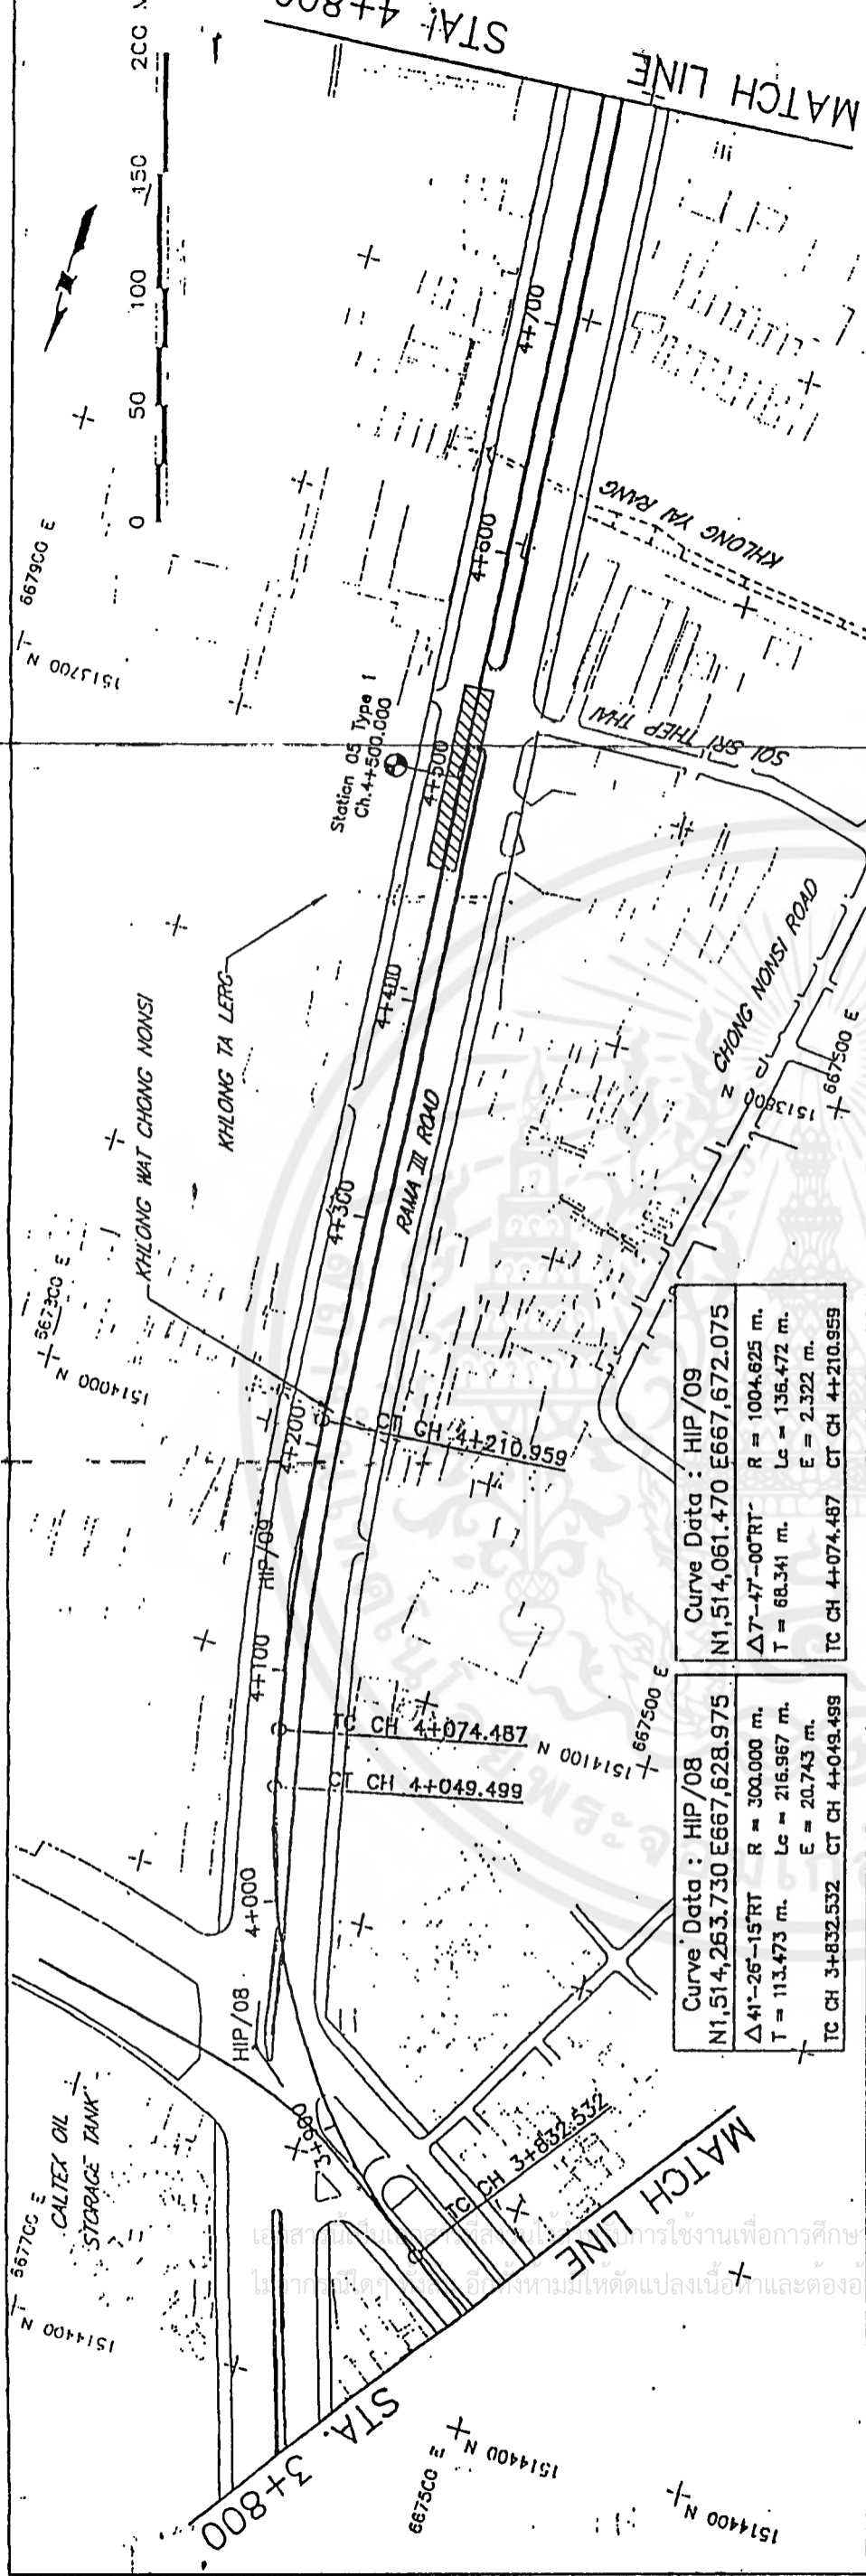 STA. 4+800
MATCH LINE
0 50 100 150 200
667900 E
1513700 N
4+700
4+600
KHLONG YAI RANG
SOI SRI THEP THAI
Station 05 Type 1
Ch.4+500.000
4+500
KHLONG TA LERG
KHLONG WAT CHONG NONSI
4+400
4+300
RAMA III ROAD
CHONG NONSI ROAD
1513800 N
667500 E
667300 E
1514000 N
4+200
CT CH 4+210.959
HIP/09
4+100
TC CH 4+074.487
CT CH 4+049.499
1514100 N
667500 E
4+000
HIP/08
3+900
TC CH 3+832.532
667700 E
CALTEX OIL
STORAGE TANK
1514400 N
MATCH LINE
STA. 3+800
667500 E
1514400 N
1514400 N
Curve Data : HIP/08
N1,514,263.730 E667,628.975
Δ41°-26'-15"RT R = 300.000 m.
T = 113.473 m. Lc = 216.967 m.
E = 20.743 m.
TC CH 3+832.532 CT CH 4+049.499
Curve Data : HIP/09
N1,514,061.470 E667,672.075
Δ7°-47'-00"RT R = 1004.625 m.
T = 68.341 m. Lc = 136.472 m.
E = 2.322 m.
TC CH 4+074.487 CT CH 4+210.959